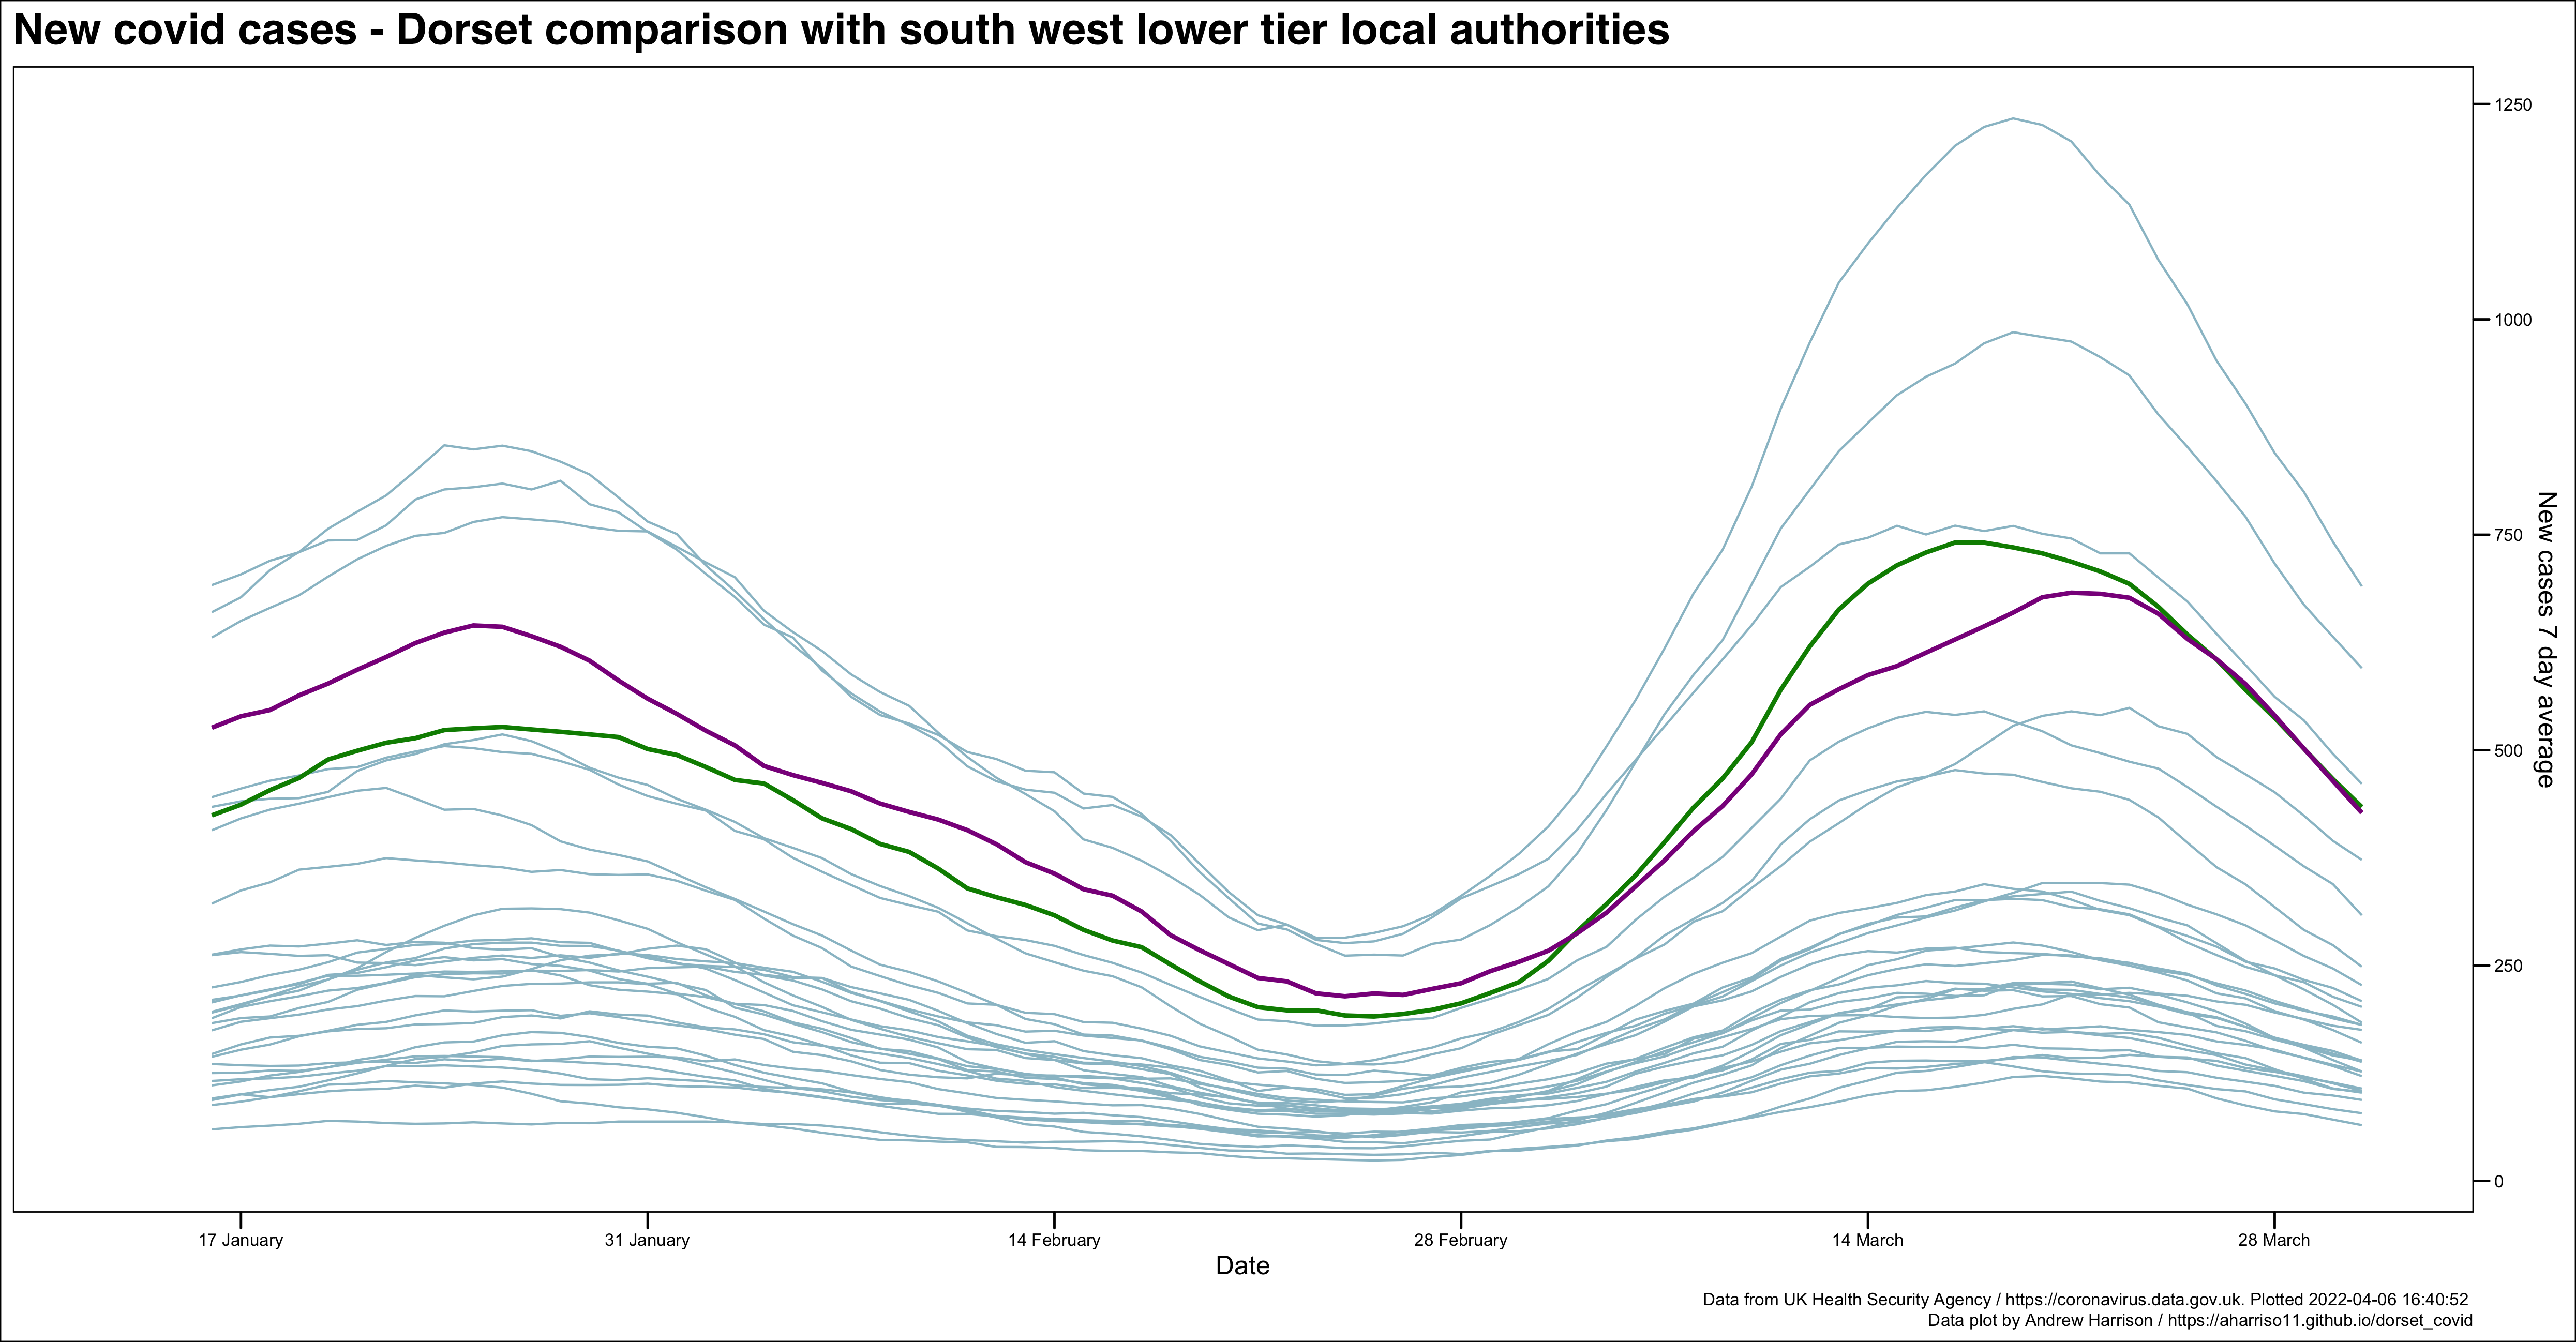 New covid cases - Dorset comparison with south west lower tier local authorities
1250
1000
750
500
250
0
New cases 7 day average
17 January
31 January
14 February
28 February
14 March
28 March
Date
Data from UK Health Security Agency / https://coronavirus.data.gov.uk. Plotted 2022-04-06 16:40:52
Data plot by Andrew Harrison / https://aharriso11.github.io/dorset_covid